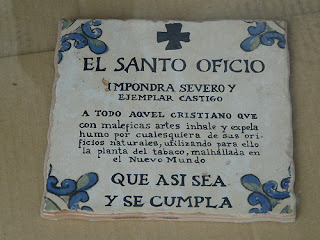 EL SANTO OFICIO
IMPONDRA SEVERO Y
EJEMPLAR CASTIGO
A TODO AQUEL CRISTIANO QUE
con maleficas artes inhale y expela
humo por cualesquiera de sus ori-
ficios naturales, utilizando para ello
la planta del tabaco, malhallada en
el Nuevo Mundo
QUE ASI SEA
Y SE CUMPLA